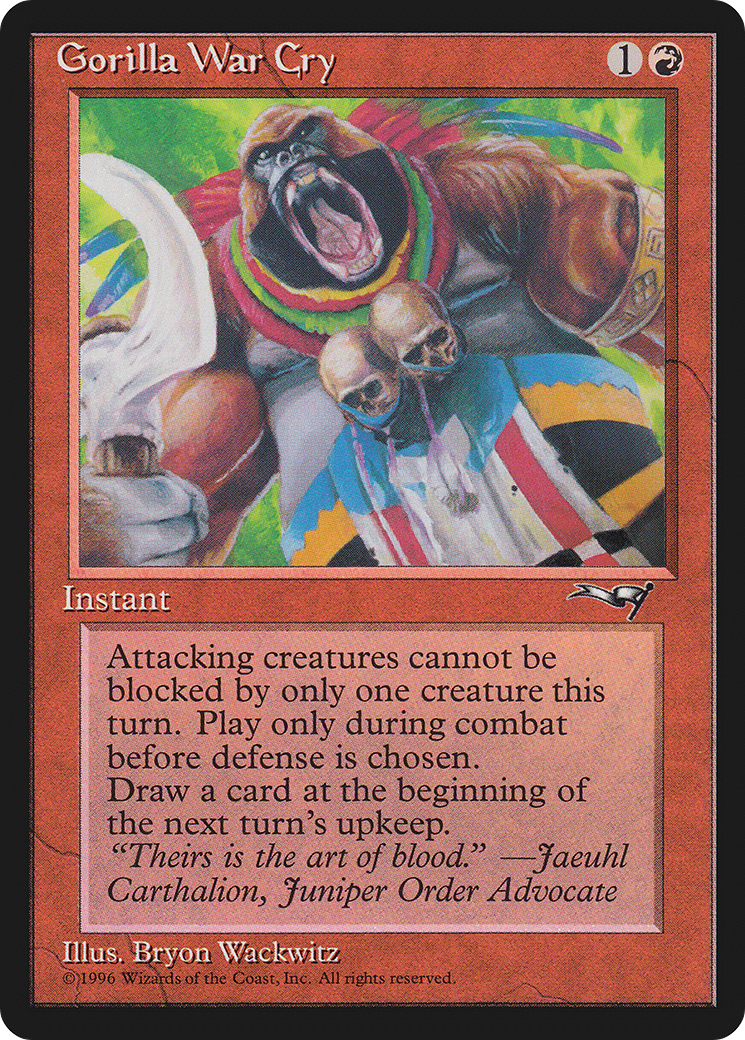 Gorilla War Cry 1
Instant
Attacking creatures cannot be
blocked by only one creature this
turn. Play only during combat
before defense is chosen.
Draw a card at the beginning of
the next turn's upkeep.
“Theirs is the art of blood.” —Jaeuhl
Carthalion, Juniper Order Advocate
Illus. Bryon Wackwitz
©1996 Wizards of the Coast, Inc. All rights reserved.